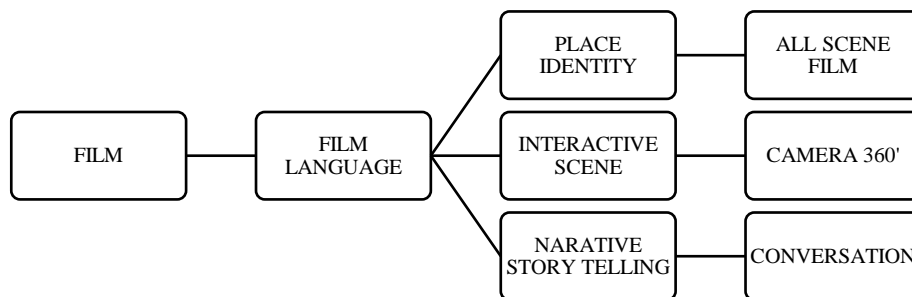 FILM
FILM
LANGUAGE
PLACE
IDENTITY
ALL SCENE
FILM
INTERACTIVE
SCENE
CAMERA 360'
NARATIVE
STORY TELLING
CONVERSATION